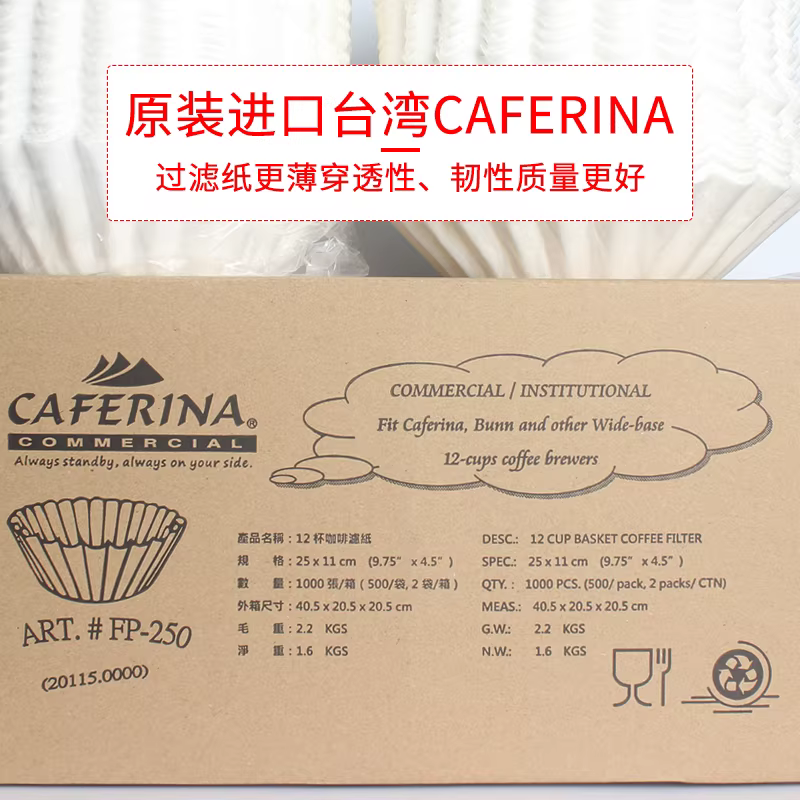 原装进口台湾CAFERINA
过滤纸更薄穿透性、韧性质量更好
CAFERINA®
COMMERCIAL
Always standby, always on your side.
COMMERCIAL / INSTITUTIONAL
Fit Caferina, Bunn and other Wide-base
12-cups coffee brewers
ART. # FP-250
(20115.0000)
產品名稱：12 杯咖啡濾紙
規 格：25 x 11 cm (9.75" x 4.5")
數 量：1000 張/箱 (500/袋, 2 袋/箱)
外箱尺寸：40.5 x 20.5 x 20.5 cm
毛 重：2.2 KGS
淨 重：1.6 KGS
DESC.: 12 CUP BASKET COFFEE FILTER
SPEC.: 25 x 11 cm (9.75" x 4.5")
QTY. : 1000 PCS. (500/ pack, 2 packs/ CTN)
MEAS.: 40.5 x 20.5 x 20.5 cm
G.W.: 2.2 KGS
N.W.: 1.6 KGS